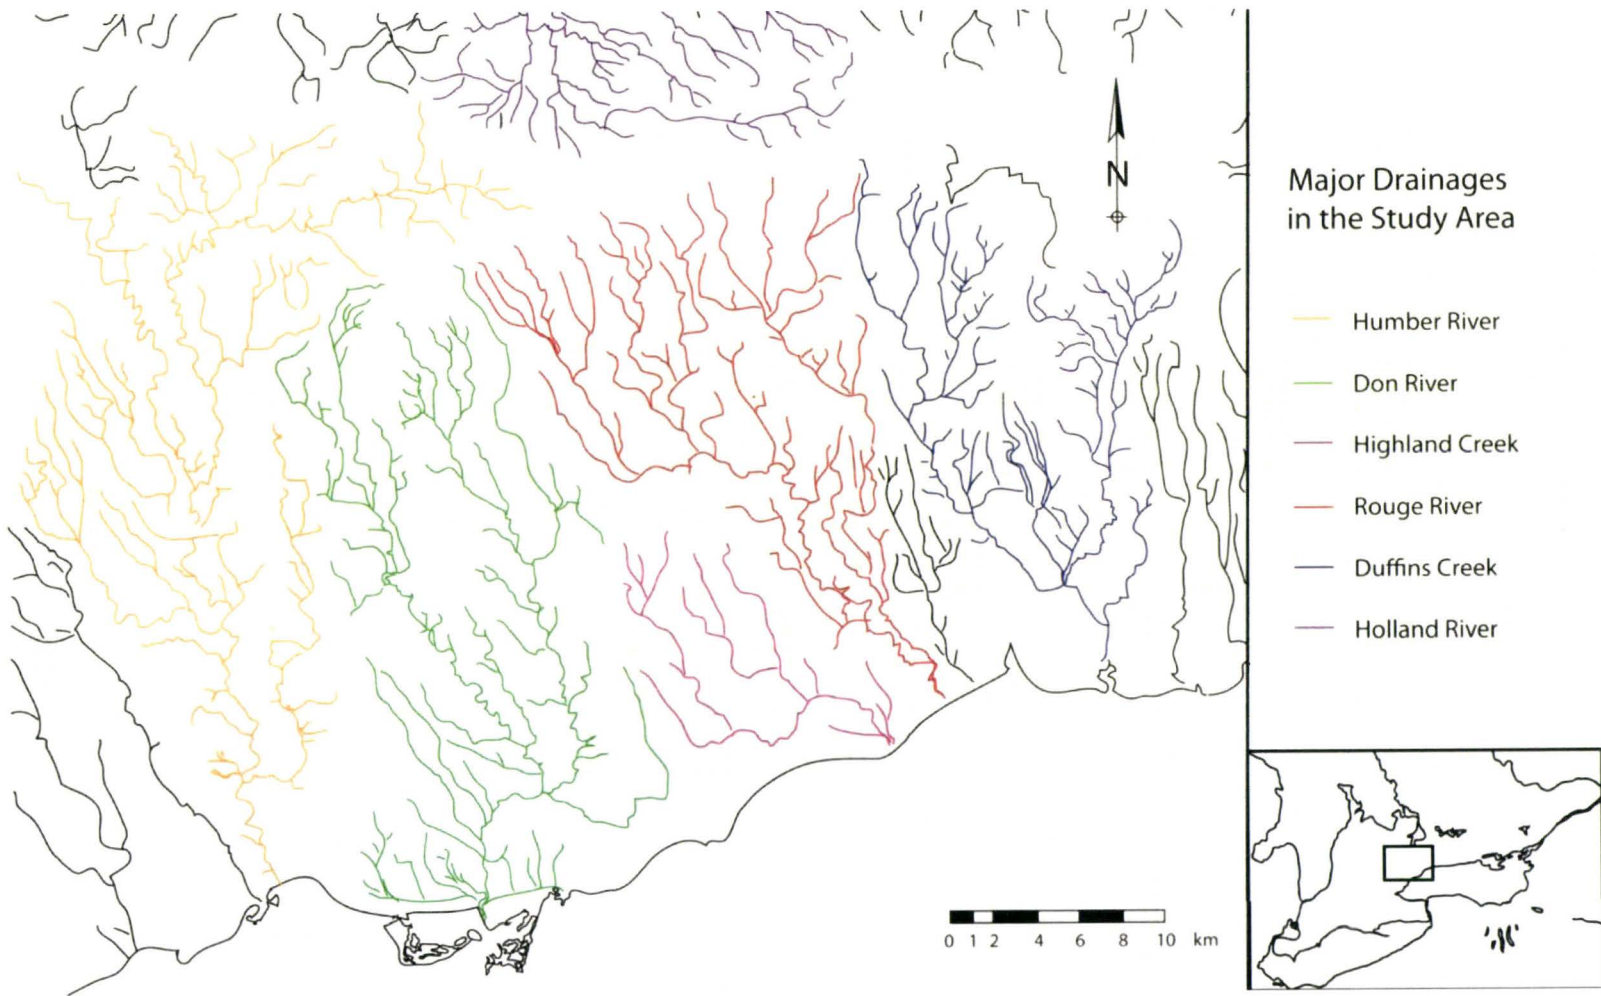 N
Major Drainages
in the Study Area
Humber River
Don River
Highland Creek
Rouge River
Duffins Creek
Holland River
0 1 2 4 6 8 10 km